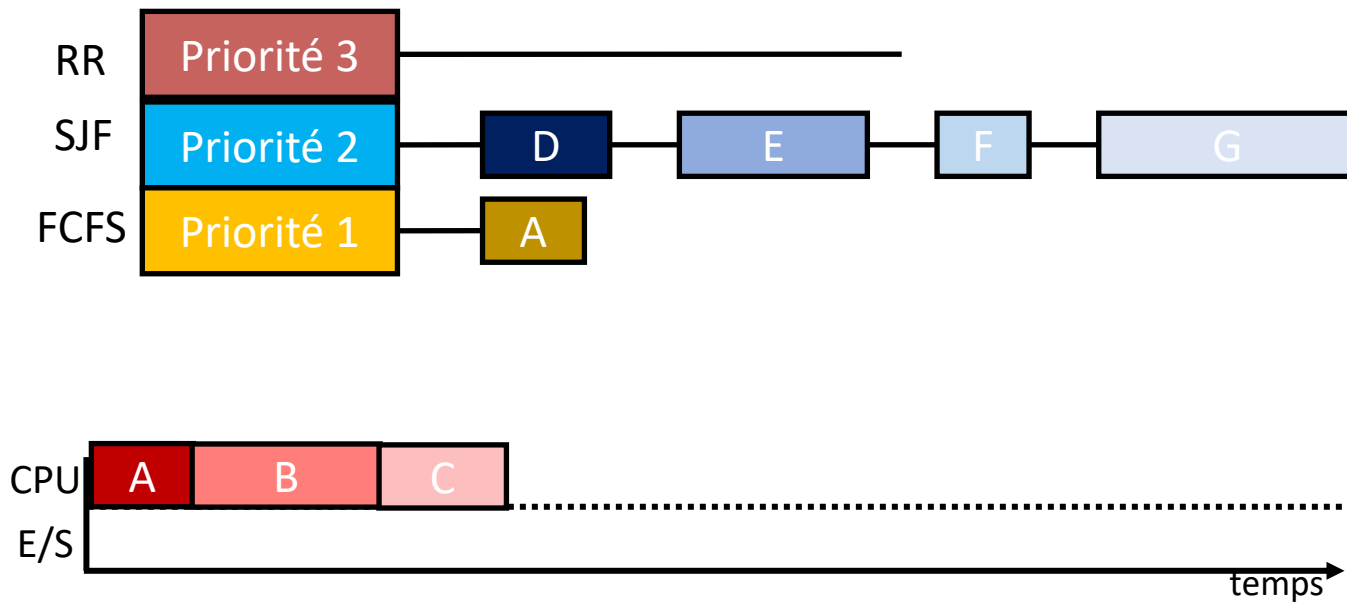 RR Priorité 3
SJF Priorité 2 D E F G
FCFS Priorité 1 A
CPU A B C
E/S
temps